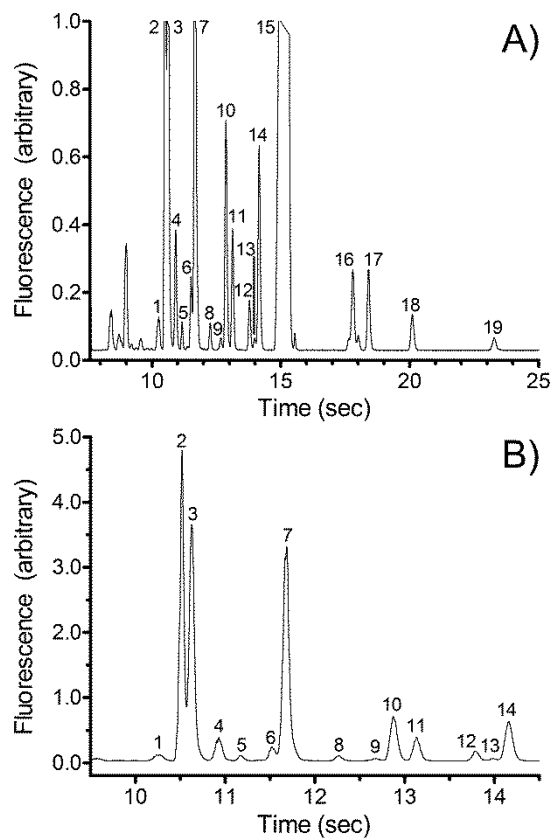 A)
1.0
0.8
0.6
0.4
0.2
0.0
Fluorescence (arbitrary)
1 2 3 4 5 6 7 8 9 10 11 12 13 14 15 16 17 18 19
10 15 20 25
Time (sec)
B)
5.0
4.0
3.0
2.0
1.0
0.0
Fluorescence (arbitrary)
1 2 3 4 5 6 7 8 9 10 11 12 13 14
10 11 12 13 14
Time (sec)